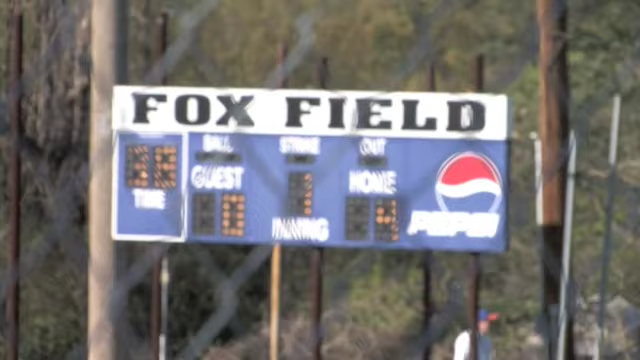 FOX FIELD
BALL STRIKE OUT
GUEST HOME
TIME
INNING
PEPSI